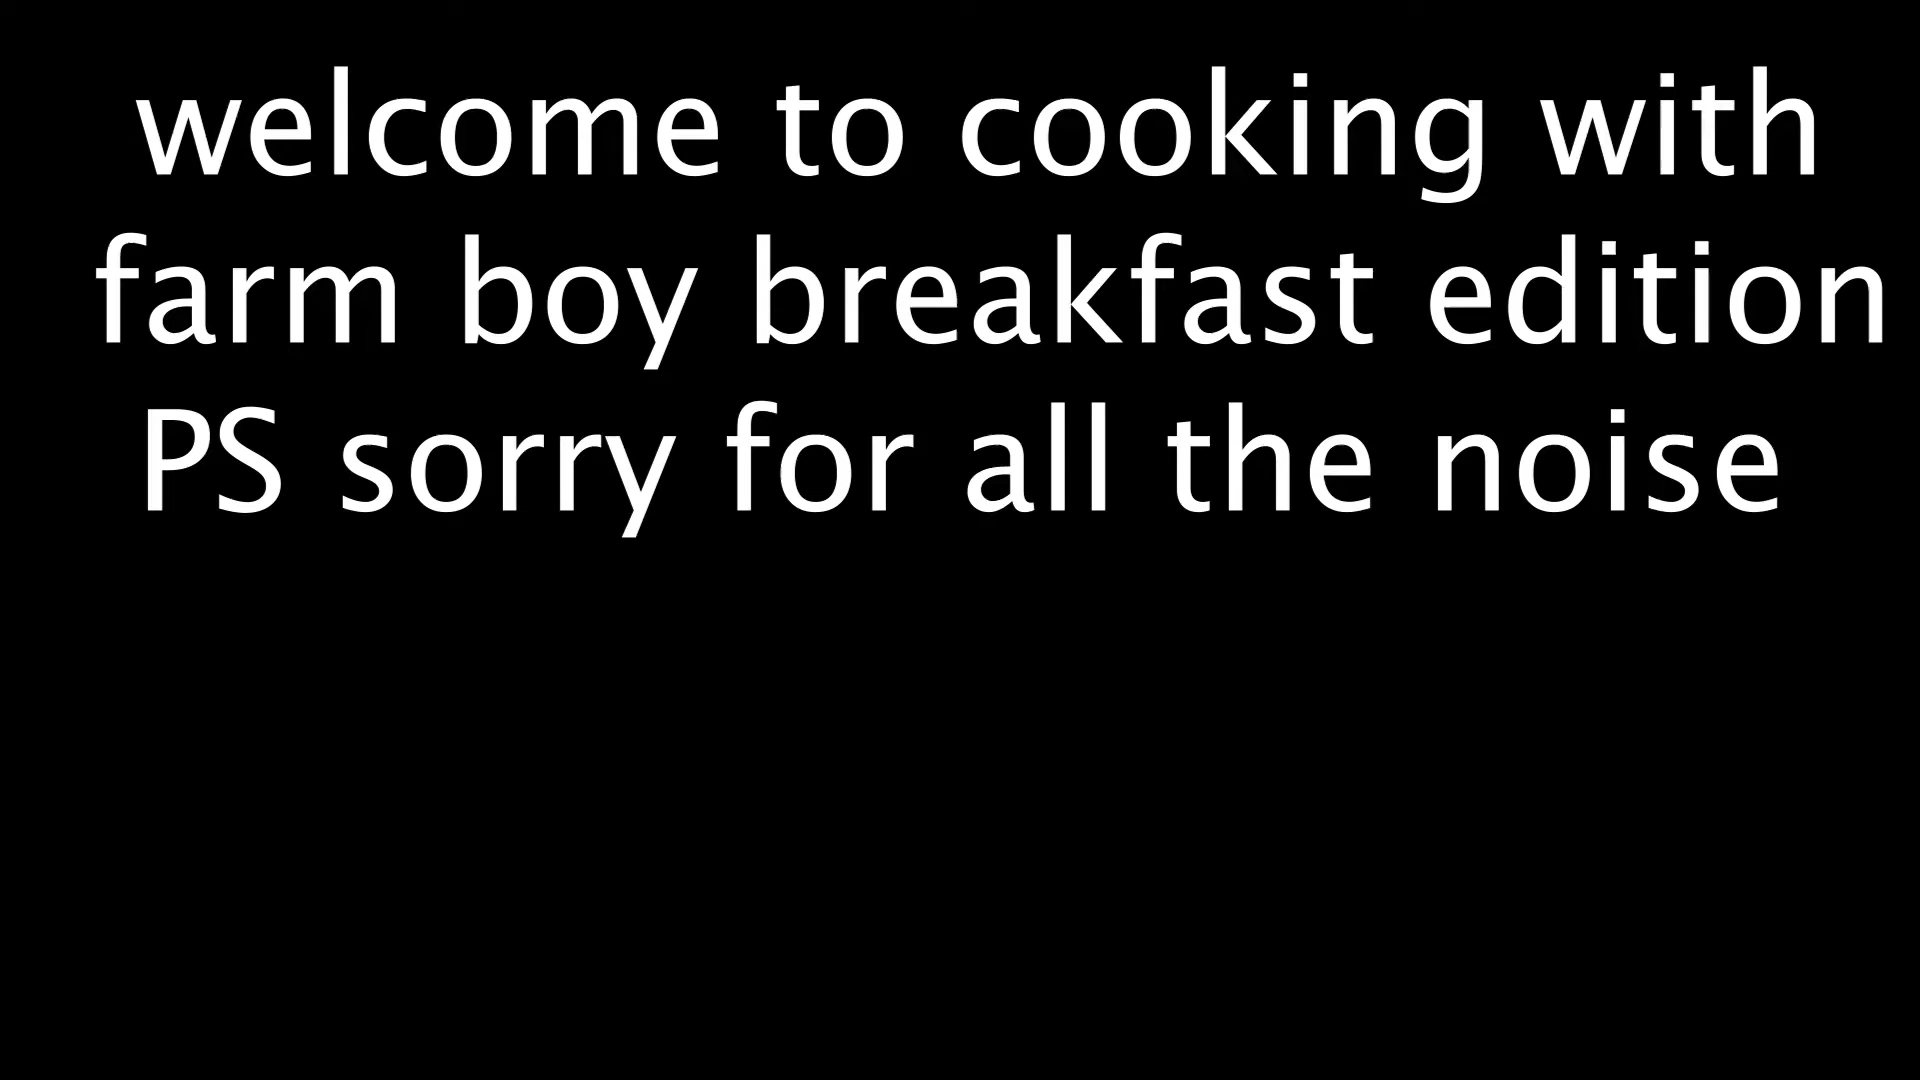 welcome to cooking with
farm boy breakfast edition
PS sorry for all the noise